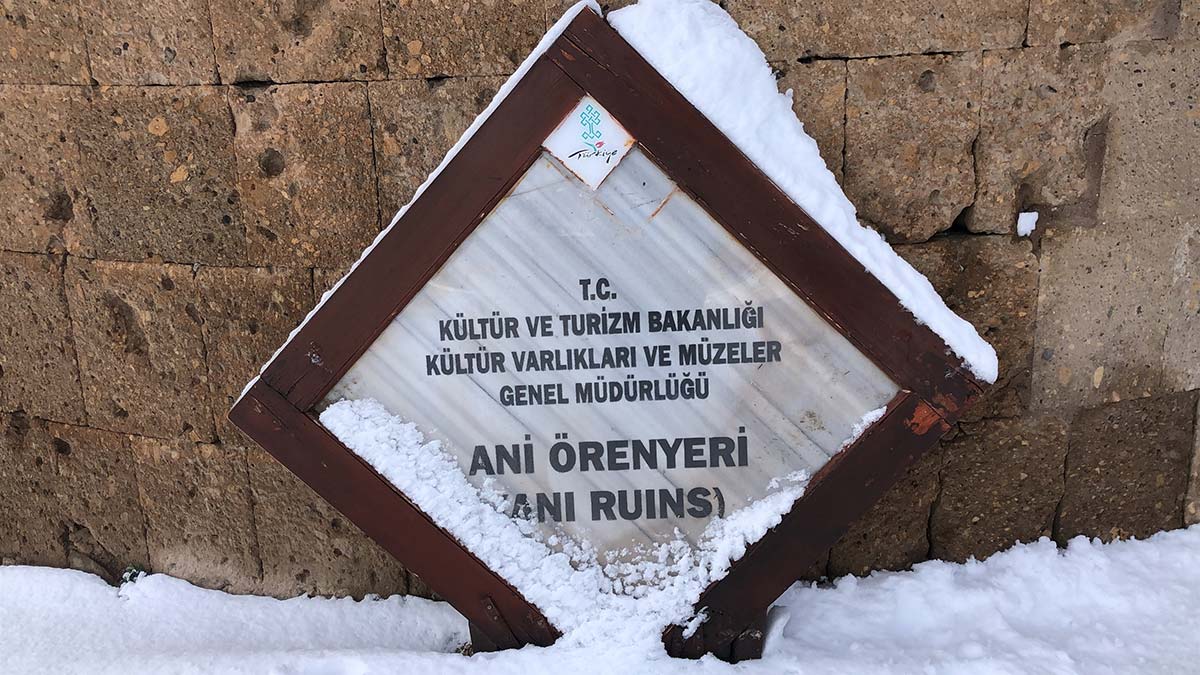 Türkiye
T.C.
KÜLTÜR VE TURİZM BAKANLIĞI
KÜLTÜR VARLIKLARI VE MÜZELER
GENEL MÜDÜRLÜĞÜ
ANİ ÖRENYERİ
(ANI RUINS)